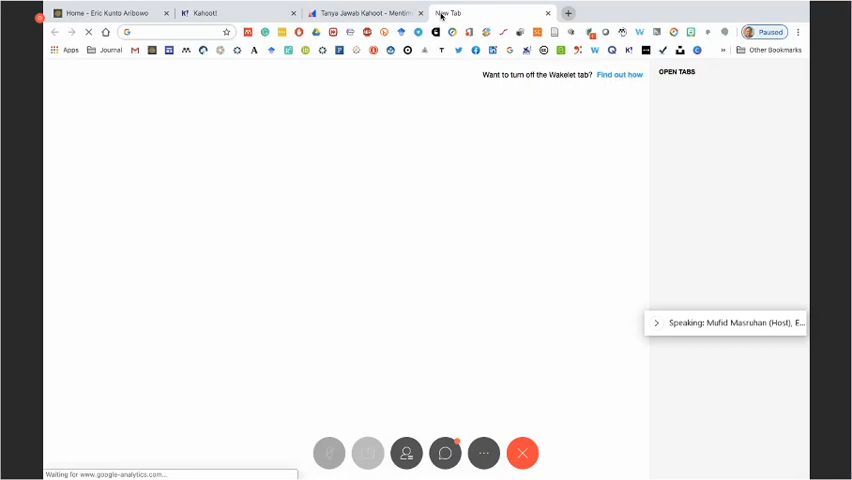 Home - Eric Kunto Aribowo
Kahoot!
Tanya Jawab Kahoot - Mentim
New Tab
Paused
Apps
Journal
Other Bookmarks
Want to turn off the Wakelet tab? Find out how
OPEN TABS
Speaking: Mufid Masruhan (Host), E...
Waiting for www.google-analytics.com...